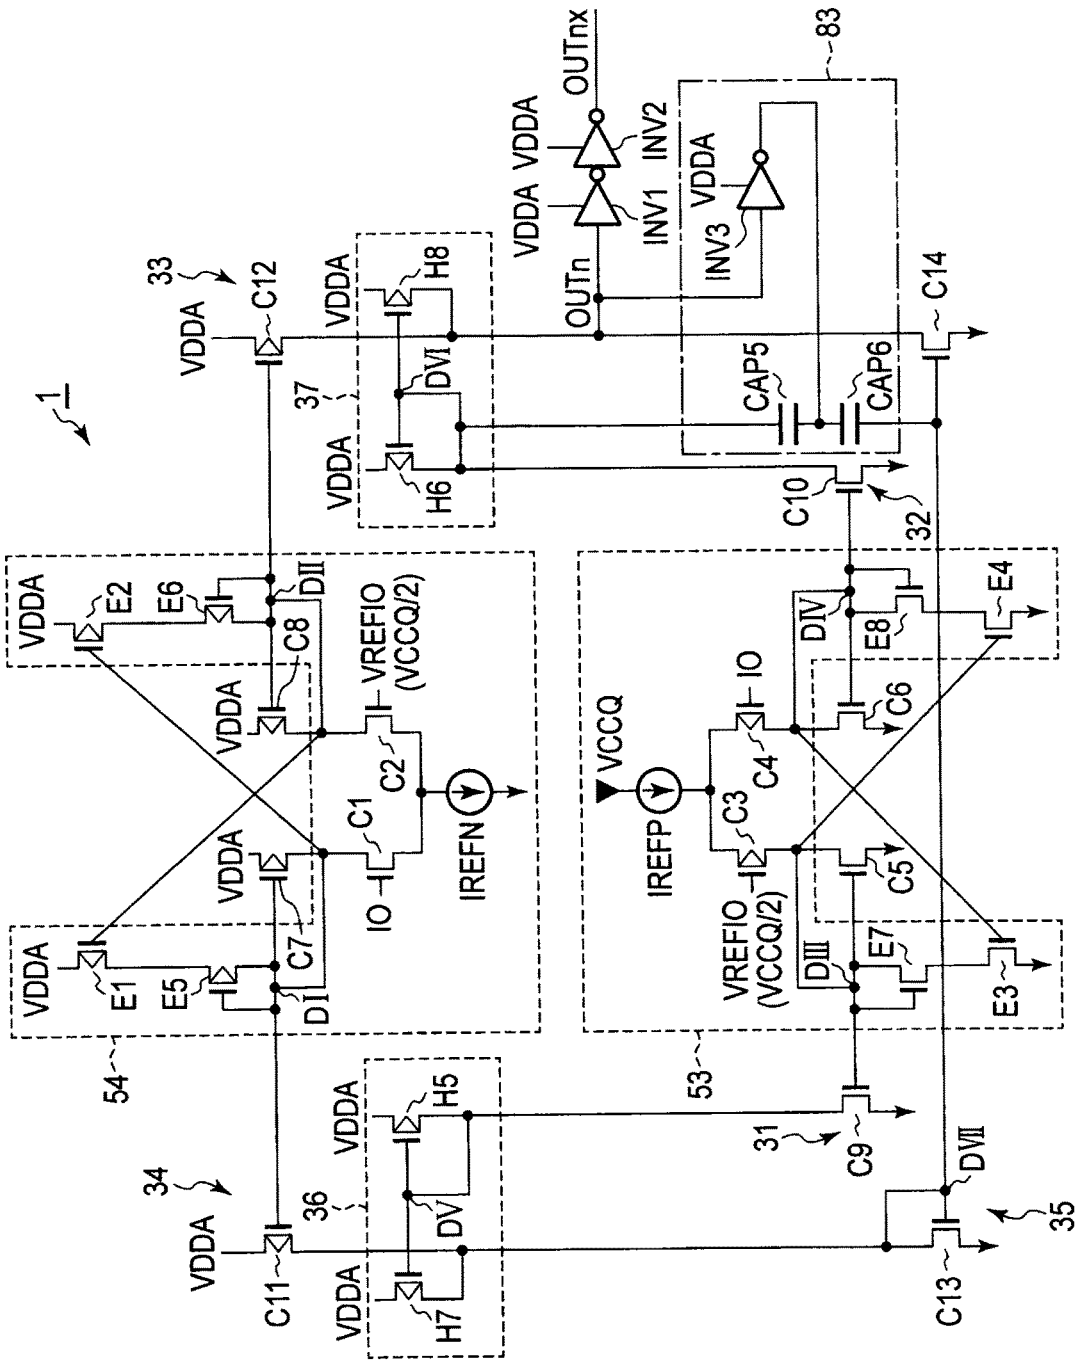 1
33
VDDA
C12
34
VDDA
C11
54
VDDA
E1
E5
DI
VDDA
C7
VDDA
C8
VDDA
E2
E6
DII
IO
C1
C2
VREFIO
(VCCQ/2)
IREFN
36
VDDA
H7
VDDA
H5
DV
37
VDDA
H6
VDDA
H8
DVI
OUTn
VDDA
INV1
VDDA
INV2
OUTnx
83
INV3
VDDA
CAP5
CAP6
53
VCCQ
IREFP
VREFIO
(VCCQ/2)
C3
C4
IO
DIII
DIV
C5
C6
E7
E3
E8
E4
31
C9
C10
32
C14
DVII
C13
35